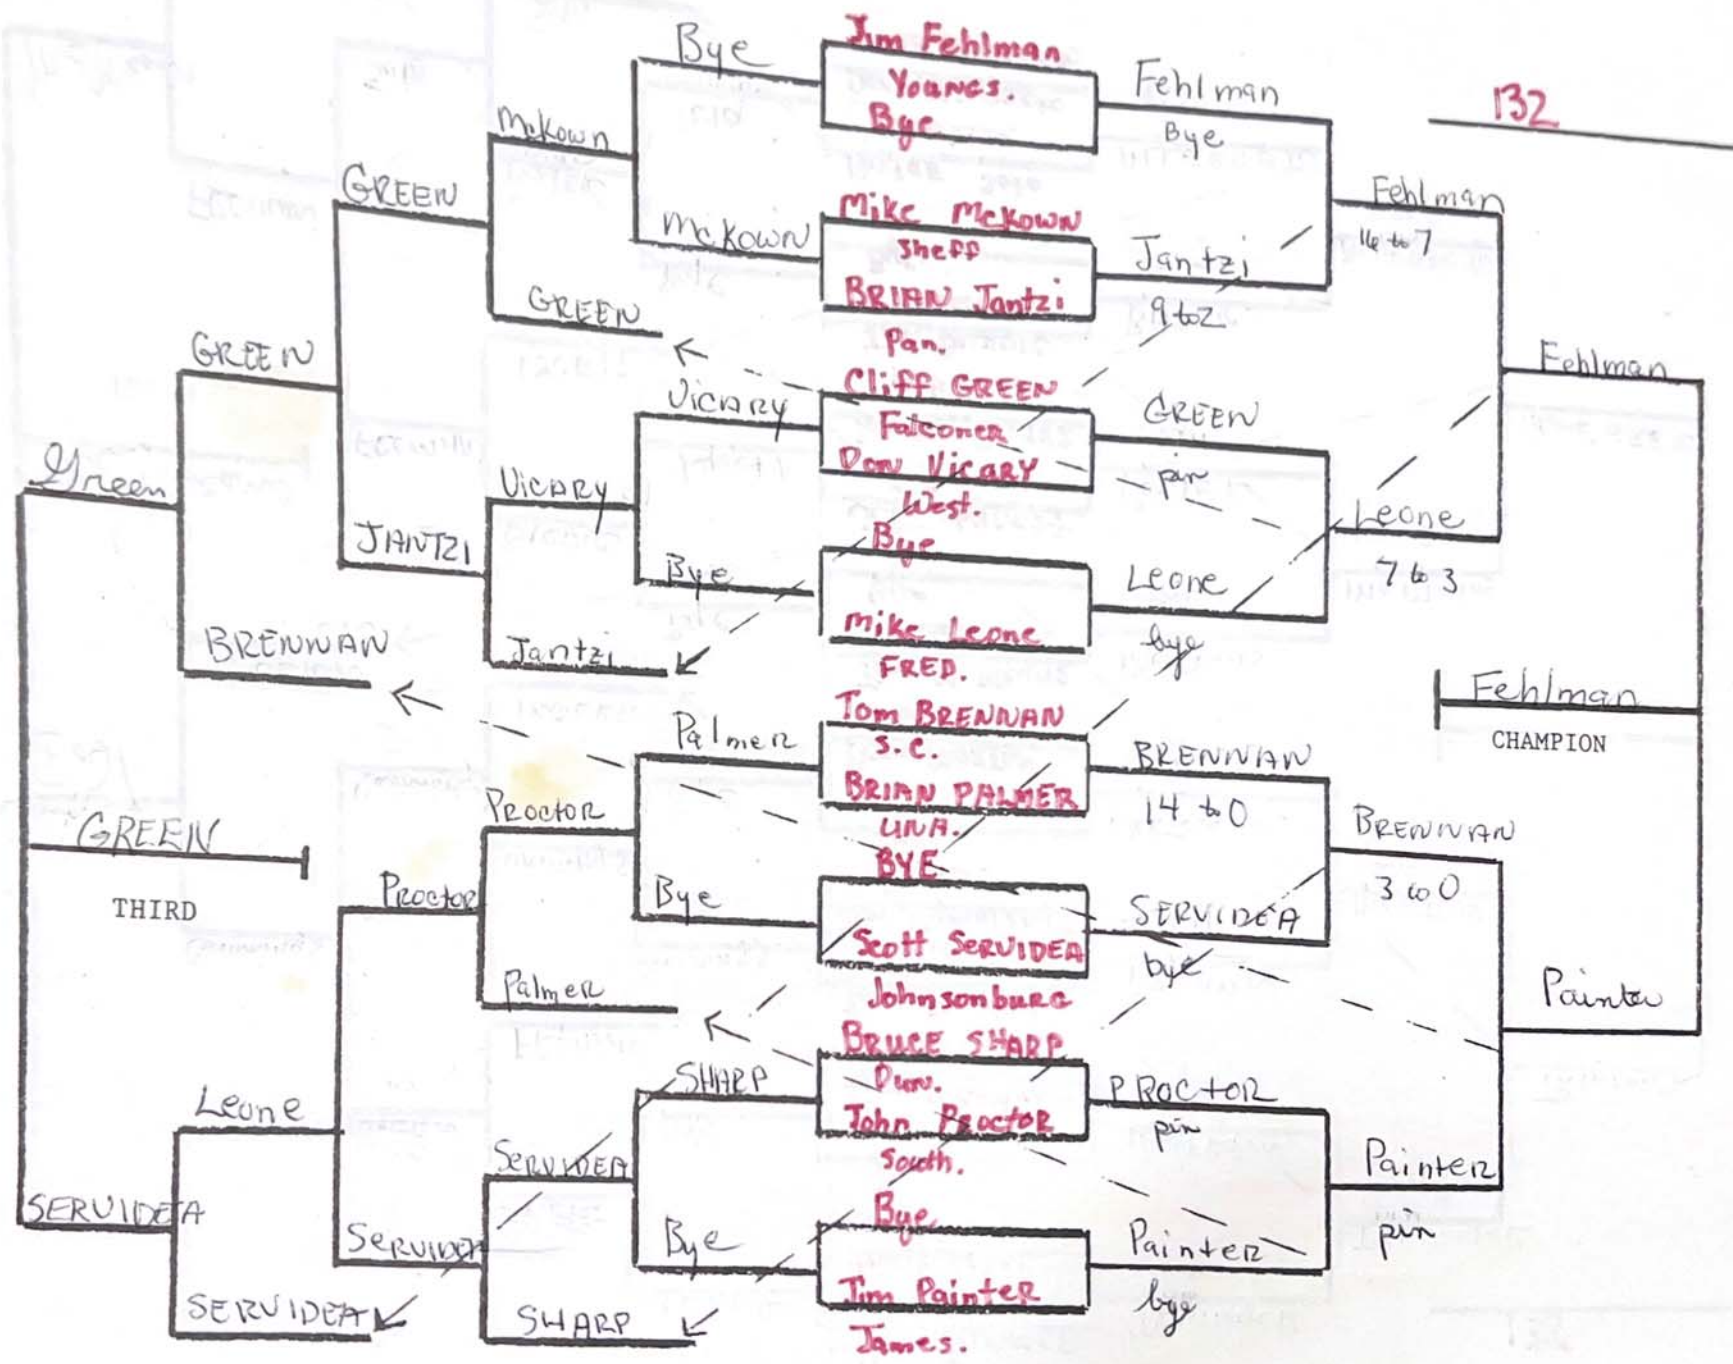 132
Jim Fehlman
Youngs.
Bye
Mike McKown
Sheff
BRIAN Jantzi
Pan.
Cliff GREEN
Falconer
Don Vicary
West.
Bye
Mike Leone
FRED.
Tom BRENNAN
S.C.
BRIAN PALMER
UNA.
BYE
Scott SERVIDEA
Johnsonburg
BRUCE SHARP
Dun.
John Proctor
South.
Bye
Jim Painter
James.
Fehlman
Bye
Jantzi
9 to 2
GREEN
pin
Leone
bye
BRENNAN
14 to 0
SERVIDEA
bye
PROCTOR
pin
Painter
bye
Fehlman
16 to 7
Leone
7 to 3
BRENNAN
3 to 0
Painter
pin
Fehlman
Painter
Fehlman
CHAMPION
Bye
McKown
Vicary
Bye
Palmer
Bye
SHARP
Bye
McKown
GREEN
Vicary
Jantzi
Proctor
Palmer
SERVIDEA
SHARP
GREEN
JANTZI
Proctor
SERVIDEA
GREEN
BRENNAN
Leone
SERVIDEA
Green
SERVIDEA
GREEN
THIRD